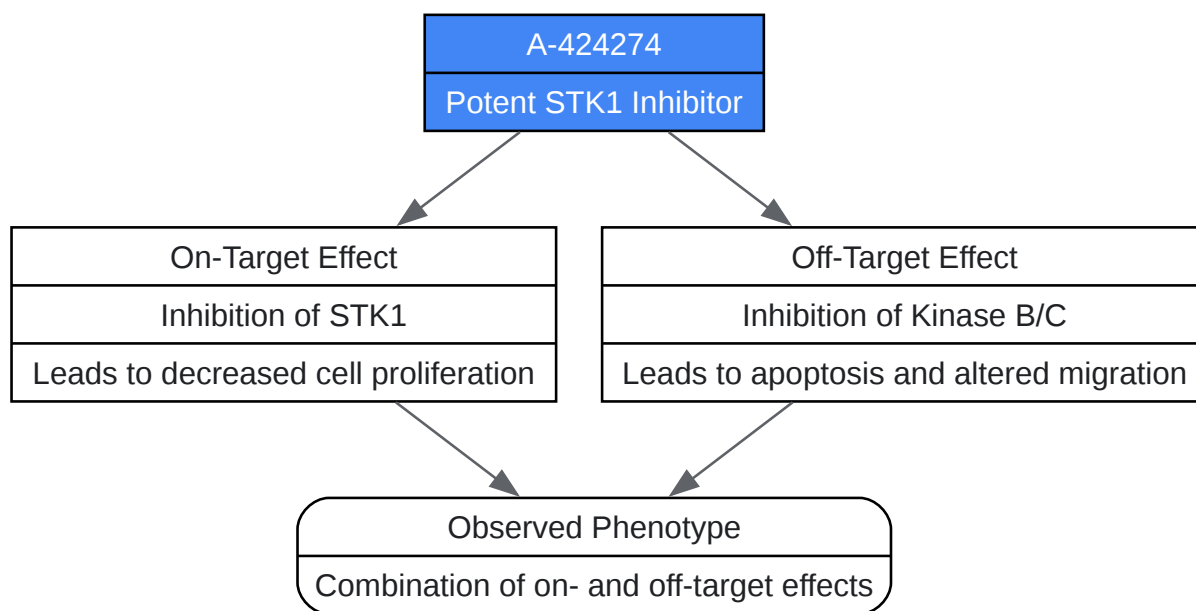 A-424274
Potent STK1 Inhibitor
On-Target Effect
Inhibition of STK1
Leads to decreased cell proliferation
Off-Target Effect
Inhibition of Kinase B/C
Leads to apoptosis and altered migration
Observed Phenotype
Combination of on- and off-target effects